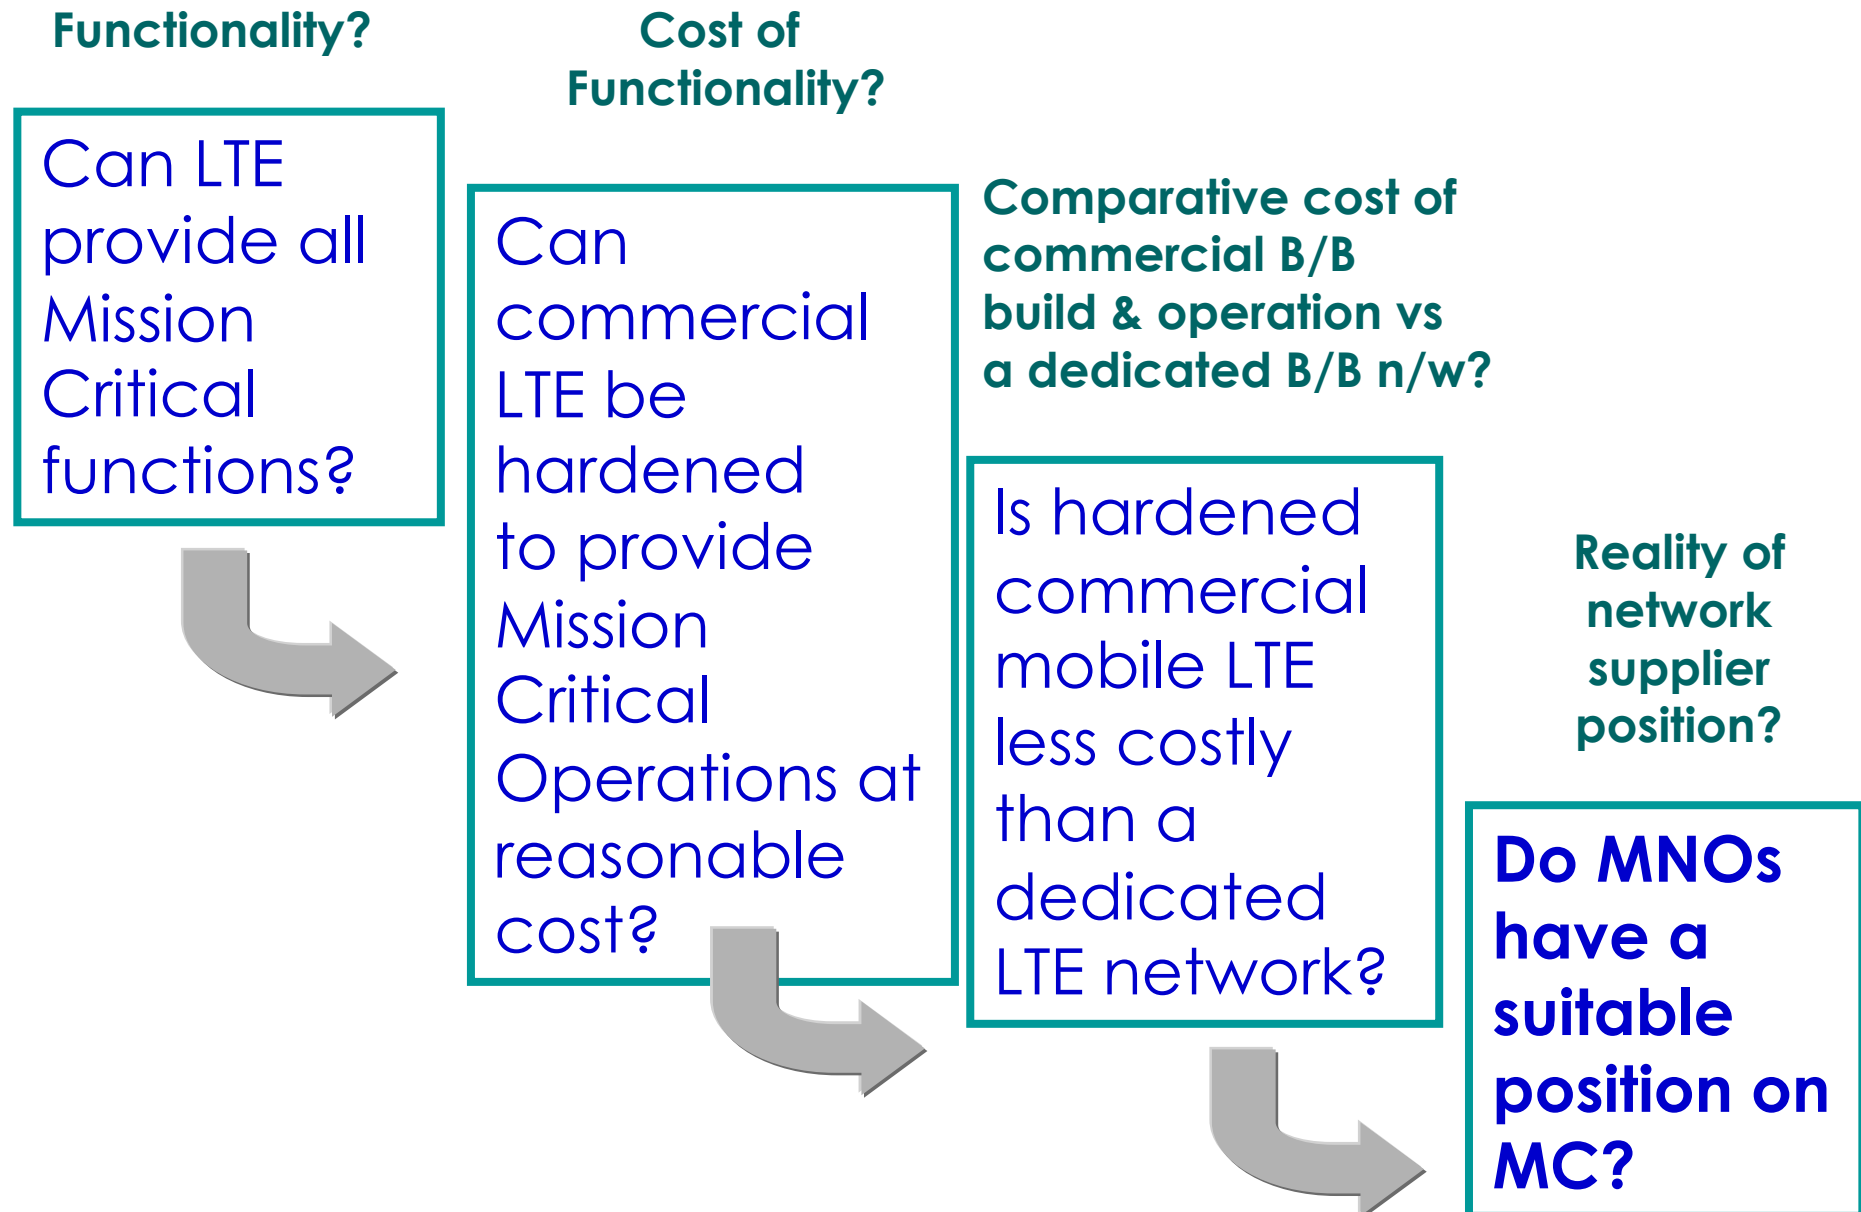 Functionality?
Can LTE
provide all
Mission
Critical
functions?
Cost of
Functionality?
Can
commercial
LTE be
hardened
to provide
Mission
Critical
Operations at
reasonable
cost?
Comparative cost of
commercial B/B
build & operation vs
a dedicated B/B n/w?
Is hardened
commercial
mobile LTE
less costly
than a
dedicated
LTE network?
Reality of
network
supplier
position?
Do MNOs
have a
suitable
position on
MC?